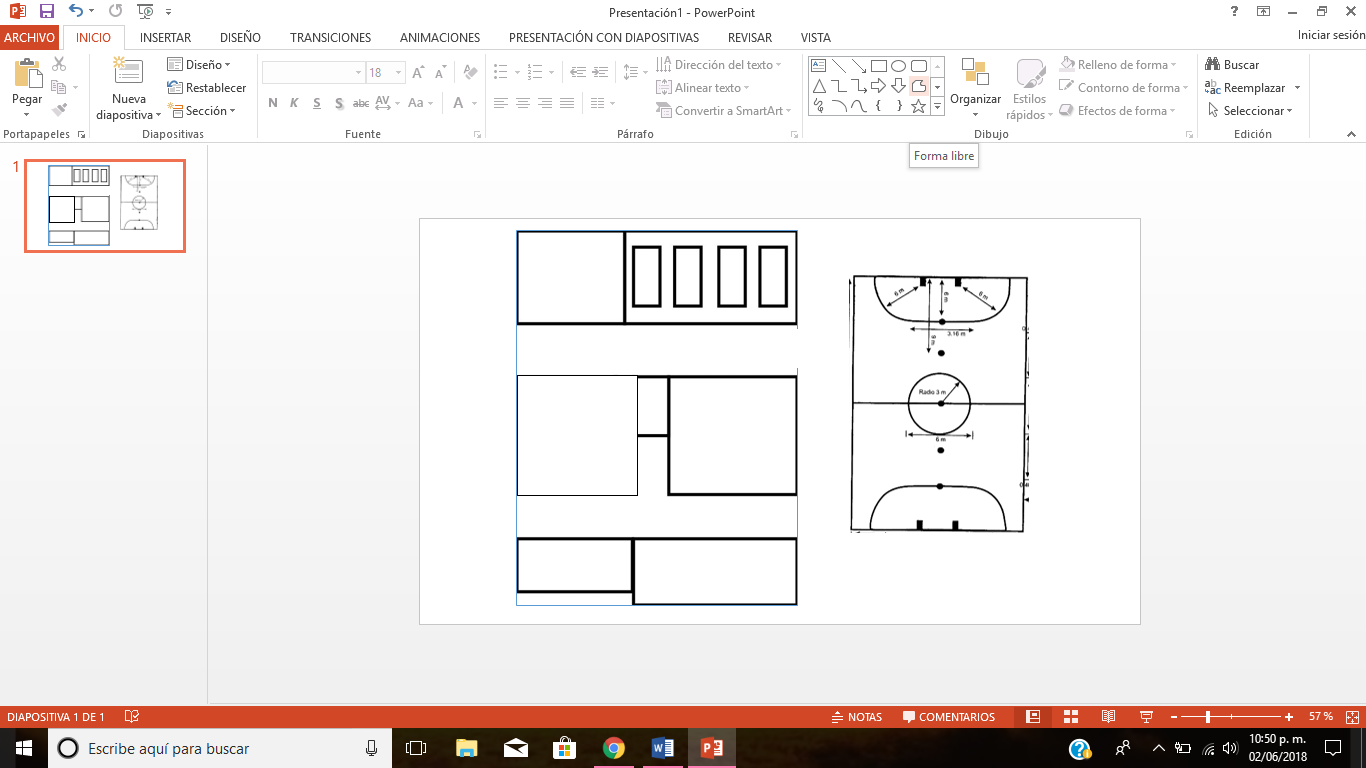 Presentación1 - PowerPoint
ARCHIVO INICIO INSERTAR DISEÑO TRANSICIONES ANIMACIONES PRESENTACIÓN CON DIAPOSITIVAS REVISAR VISTA Iniciar sesión
Pegar
Nueva diapositiva
Diseño
Restablecer
Sección
18
N K S S abc AV Aa A
Dirección del texto
Alinear texto
Convertir a SmartArt
Organizar
Estilos rápidos
Relleno de forma
Contorno de forma
Efectos de forma
Buscar
Reemplazar
Seleccionar
Portapapeles Diapositivas Fuente Párrafo Dibujo Edición
Forma libre
1
6 m
6 m
3.16 m
Radio 3 m
6 m
DIAPOSITIVA 1 DE 1 NOTAS COMENTARIOS 57 %
Escribe aquí para buscar
10:50 p. m.
02/06/2018